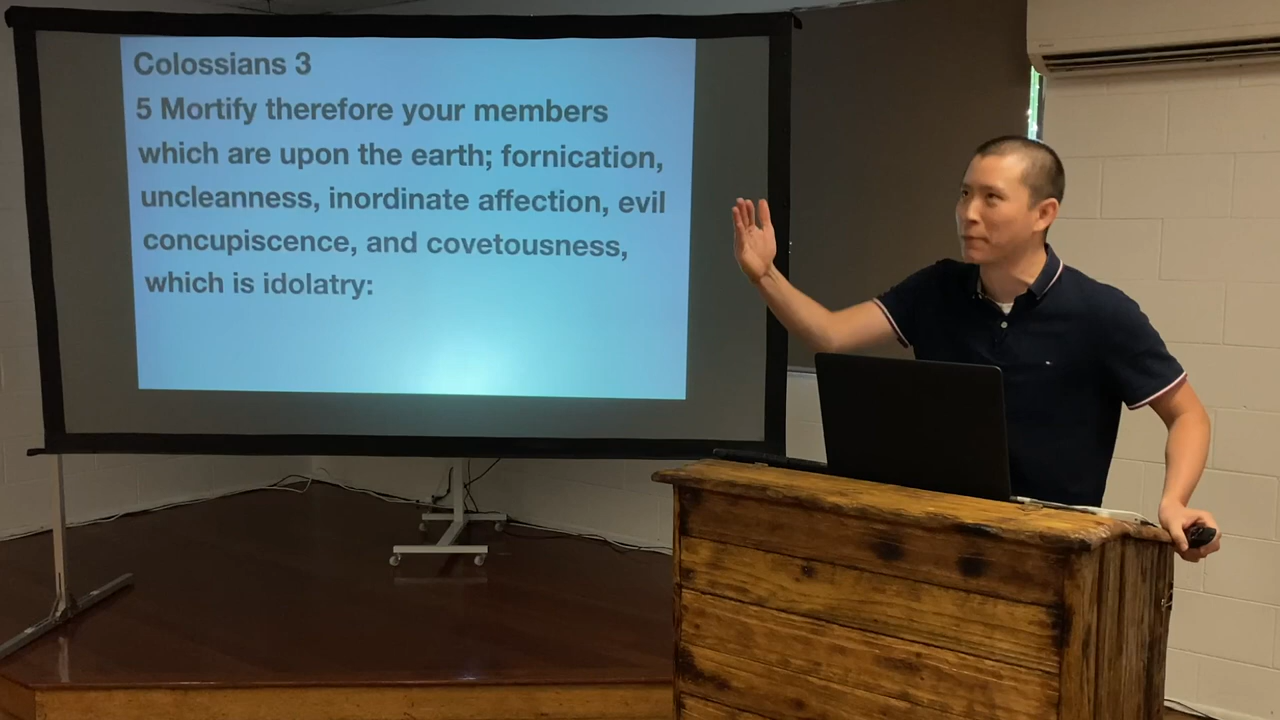 Colossians 3
5 Mortify therefore your members
which are upon the earth; fornication,
uncleanness, inordinate affection, evil
concupiscence, and covetousness,
which is idolatry: